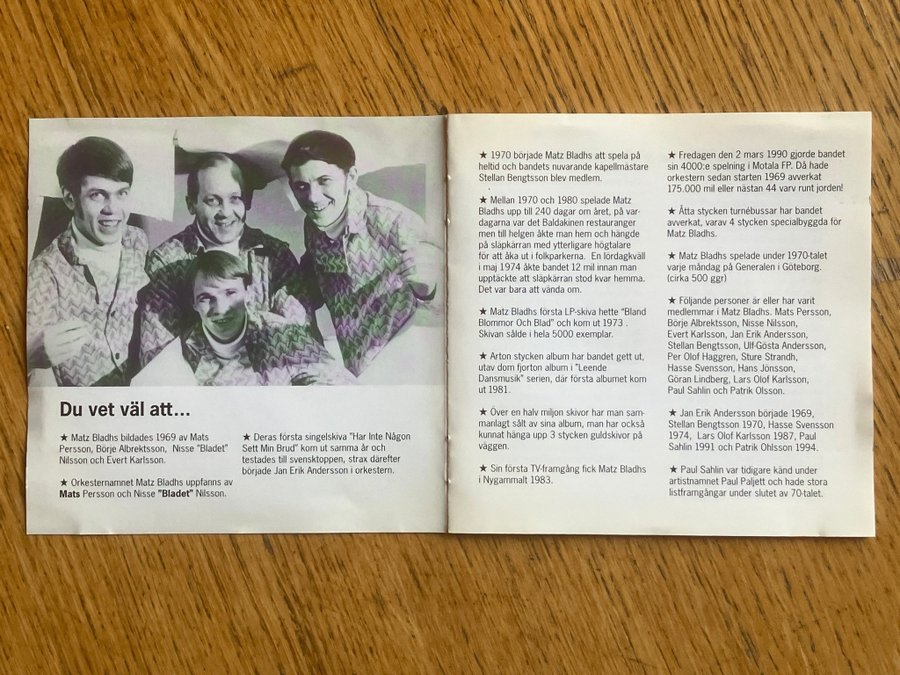 Du vet väl att...
★ Matz Bladhs bildades 1969 av Mats
Persson, Börje Albrektsson, Nisse "Bladet"
Nilsson och Evert Karlsson.
★ Orkesternamnet Matz Bladhs uppfanns av
Mats Persson och Nisse "Bladet" Nilsson.
★ Deras första singelskiva "Har Inte Någon
Sett Min Brud" kom ut samma år och
testades till svensktoppen, strax därefter
började Jan Erik Andersson i orkestern.
★ 1970 började Matz Bladhs att spela på
heltid och bandets nuvarande kapellmästare
Stellan Bengtsson blev medlem.
★ Mellan 1970 och 1980 spelade Matz
Bladhs upp till 240 dagar om året, på var-
dagarna var det Baldakinen restauranger
men till helgen åkte man hem och hängde
på släpkärran med ytterligare högtalare
för att åka ut i folkparkerna. En lördagkväll
i maj 1974 åkte bandet 12 mil innan man
upptäckte att släpkärran stod kvar hemma.
Det var bara att vända om.
★ Matz Bladhs första LP-skiva hette "Bland
Blommor Och Blad" och kom ut 1973 .
Skivan sålde i hela 5000 exemplar.
★ Arton stycken album har bandet gett ut,
utav dom fjorton album i "Leende
Dansmusik" serien, där första albumet kom
ut 1981.
★ Över en halv miljon skivor har man sam-
manlagt sålt av sina album, man har också
kunnat hänga upp 3 stycken guldskivor på
väggen.
★ Sin första TV-framgång fick Matz Bladhs
i Nygammalt 1983.
★ Fredagen den 2 mars 1990 gjorde bandet
sin 4000:e spelning i Motala FP. Då hade
orkestern sedan starten 1969 avverkat
175.000 mil eller nästan 44 varv runt jorden!
★ Åtta stycken turnébussar har bandet
avverkat, varav 4 stycken specialbyggda för
Matz Bladhs.
★ Matz Bladhs spelade under 1970-talet
varje måndag på Generalen i Göteborg.
(cirka 500 ggr)
★ Följande personer är eller har varit
medlemmar i Matz Bladhs. Mats Persson,
Börje Albrektsson, Nisse Nilsson,
Evert Karlsson, Jan Erik Andersson,
Stellan Bengtsson, Ulf-Gösta Andersson,
Per Olof Haggren, Sture Strandh,
Hasse Svensson, Hans Jönsson,
Göran Lindberg, Lars Olof Karlsson,
Paul Sahlin och Patrik Olsson.
★ Jan Erik Andersson började 1969,
Stellan Bengtsson 1970, Hasse Svensson
1974, Lars Olof Karlsson 1987, Paul
Sahlin 1991 och Patrik Ohlsson 1994.
★ Paul Sahlin var tidigare känd under
artistnamnet Paul Paljett och hade stora
listframgångar under slutet av 70-talet.